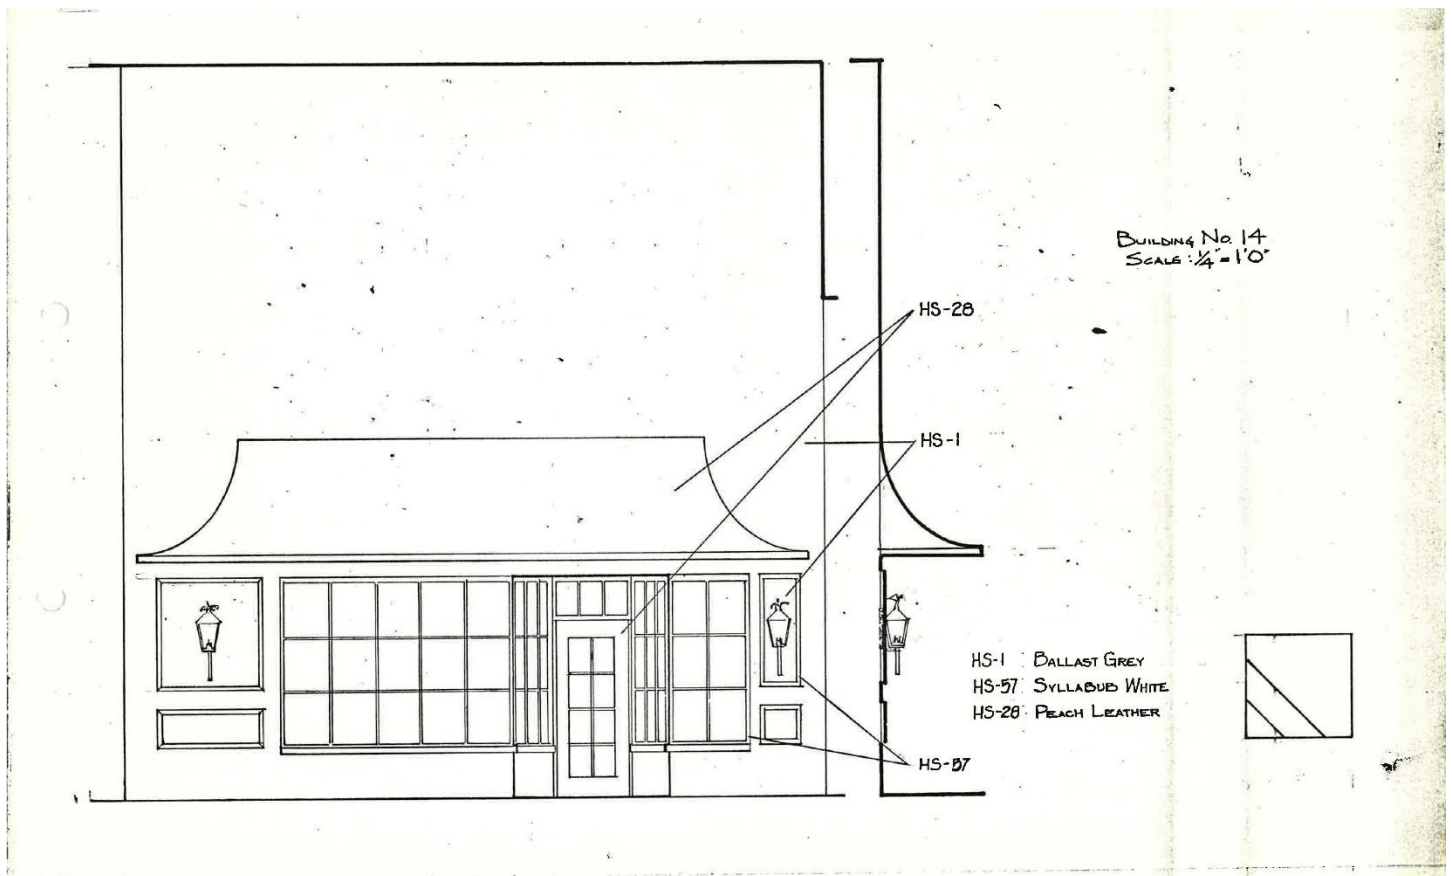 BUILDING No. 14
SCALE : 1/4" = 1'0"
HS-28
HS-1
HS-1 : BALLAST GREY
HS-57 : SYLLABUB WHITE
HS-28 : PEACH LEATHER
HS-57